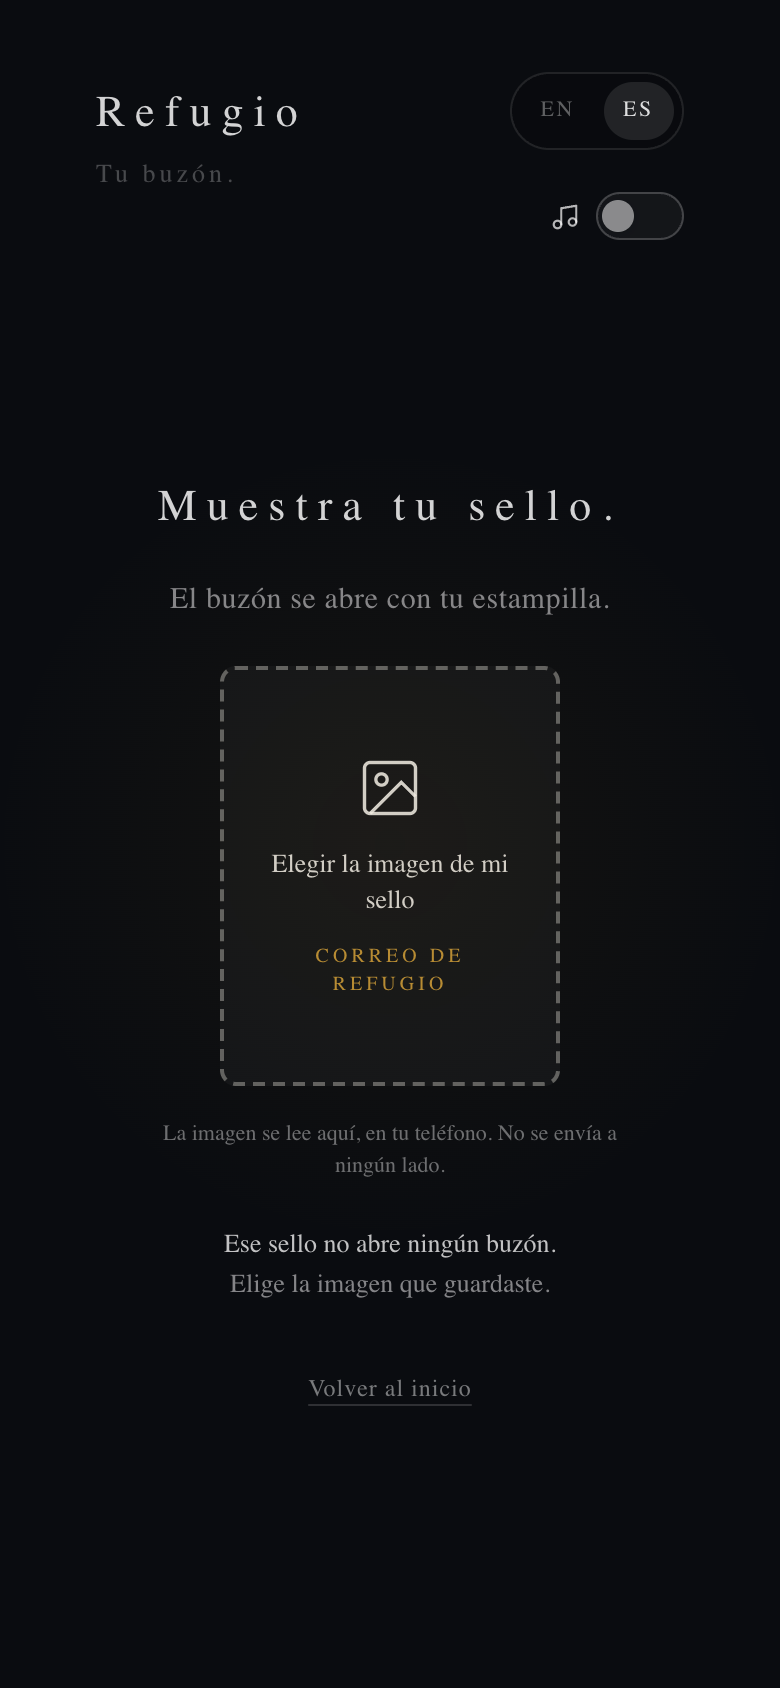 Refugio
EN ES
Tu buzón.
Muestra tu sello.
El buzón se abre con tu estampilla.
Elegir la imagen de mi
sello
CORREO DE
REFUGIO
La imagen se lee aquí, en tu teléfono. No se envía a
ningún lado.
Ese sello no abre ningún buzón.
Elige la imagen que guardaste.
Volver al inicio